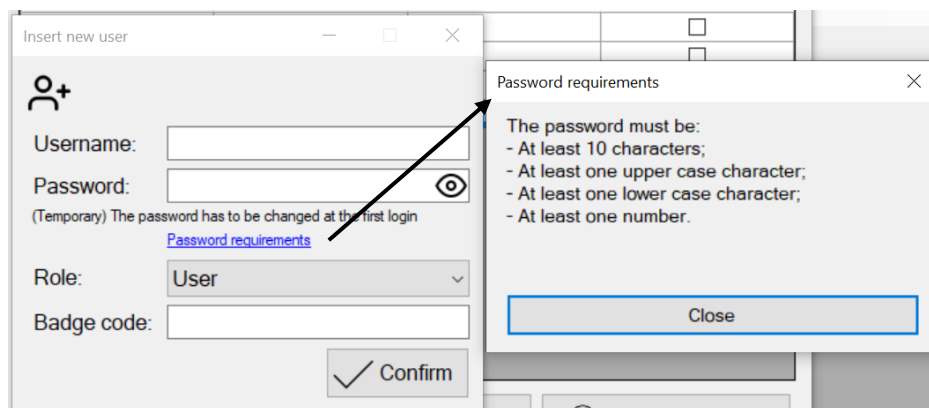 Insert new user
Username:
Password:
(Temporary) The password has to be changed at the first login
Password requirements
Role:
User
Badge code:
Confirm
Password requirements
The password must be:
- At least 10 characters;
- At least one upper case character;
- At least one lower case character;
- At least one number.
Close